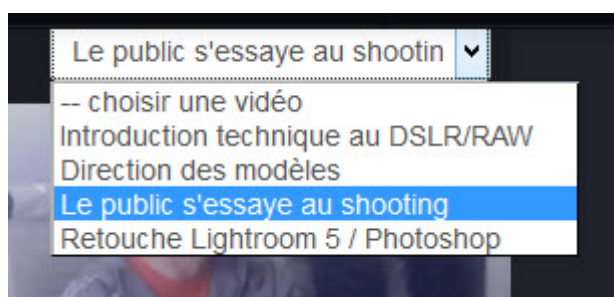 Le public s'essaye au shootin
-- choisir une vidéo
Introduction technique au DSLR/RAW
Direction des modèles
Le public s'essaye au shooting
Retouche Lightroom 5 / Photoshop